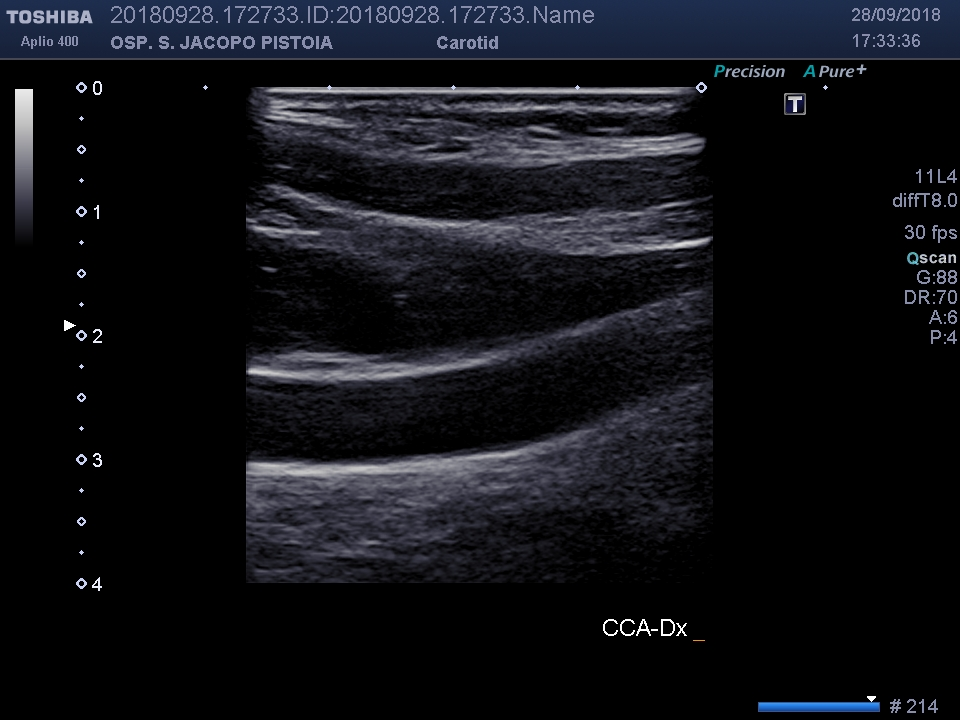 TOSHIBA 20180928.172733.ID:20180928.172733.Name 28/09/2018
Aplio 400 OSP. S. JACOPO PISTOIA Carotid 17:33:36
Precision A Pure+
T
0
1
2
3
4
11L4
diffT8.0
30 fps
Qscan
G:88
DR:70
A:6
P:4
CCA-Dx _
# 214